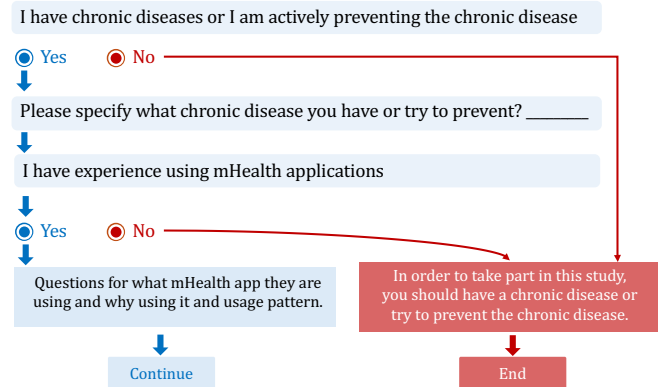 I have chronic diseases or I am actively preventing the chronic disease
Yes
No
Please specify what chronic disease you have or try to prevent? ________
I have experience using mHealth applications
Yes
No
Questions for what mHealth app they are
using and why using it and usage pattern.
In order to take part in this study,
you should have a chronic disease or
try to prevent the chronic disease.
Continue
End